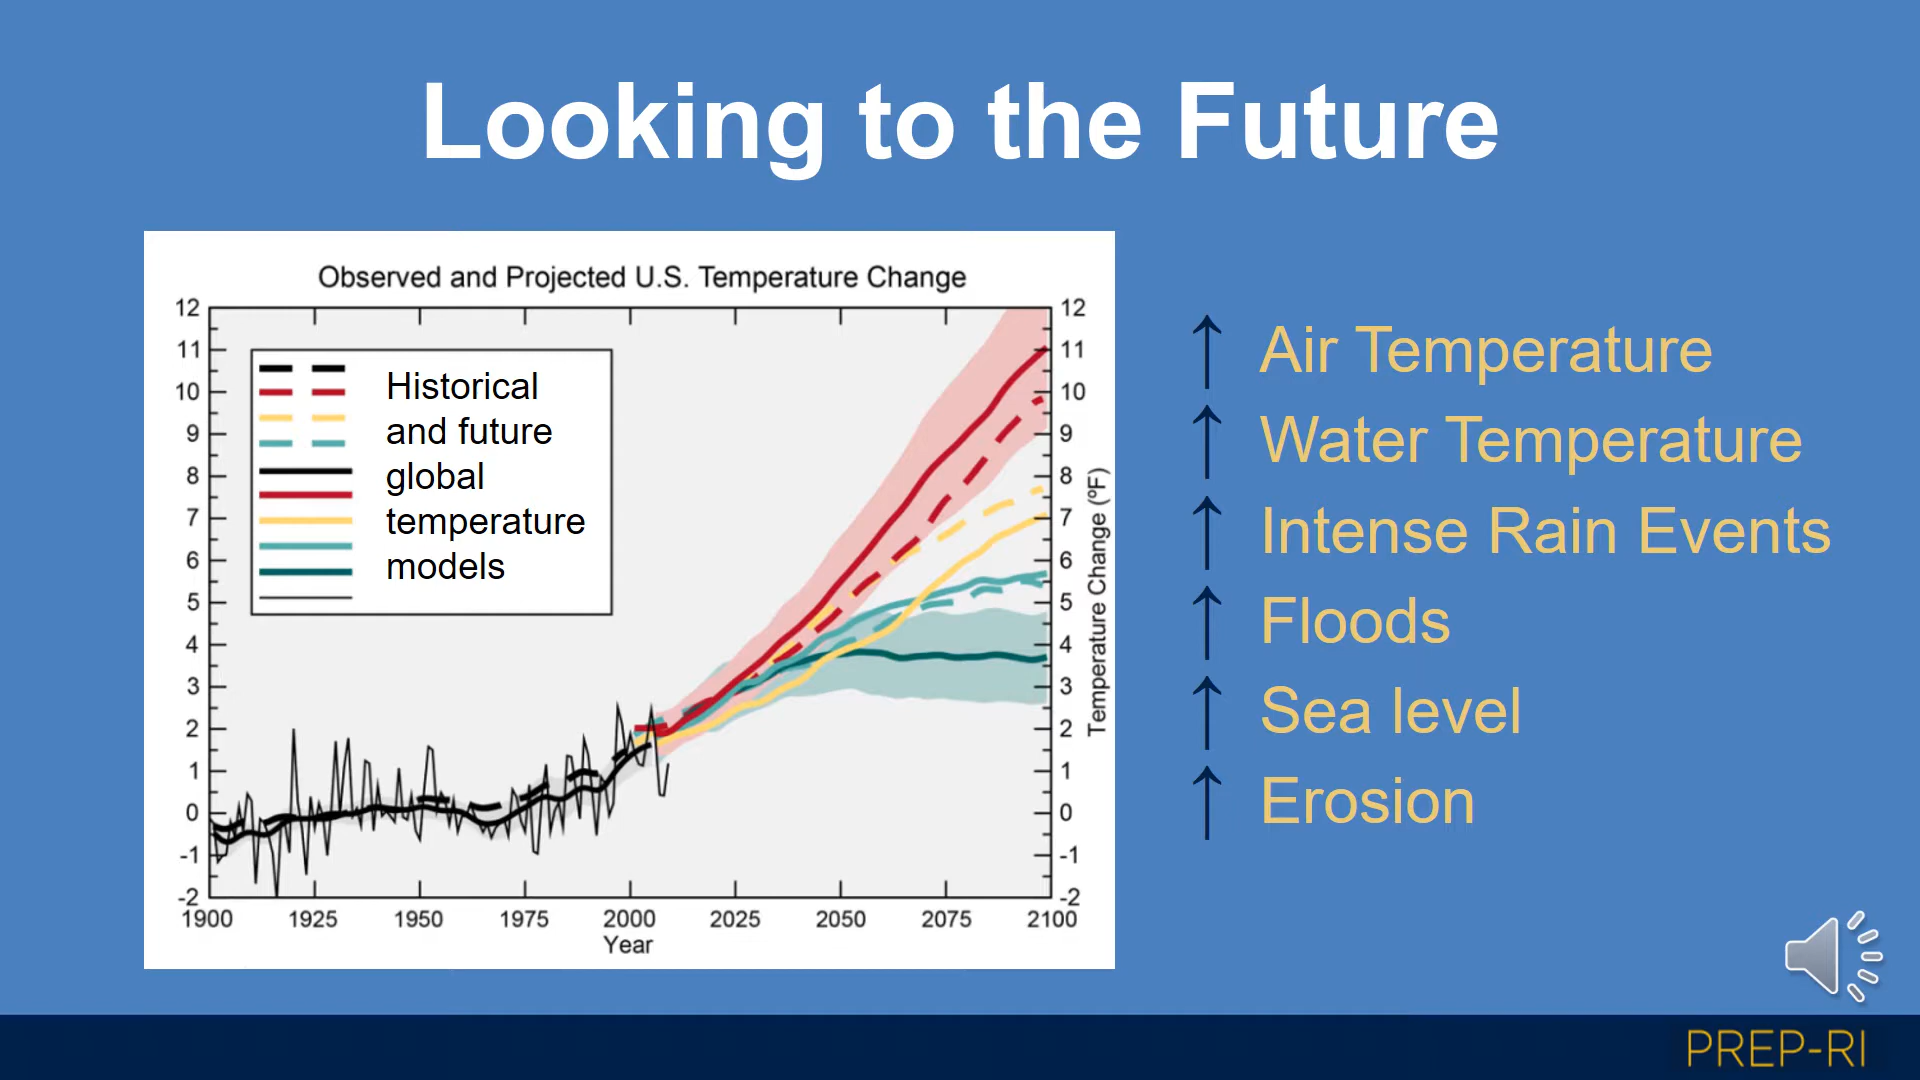 Looking to the Future
Observed and Projected U.S. Temperature Change
12
11
10
9
8
7
6
5
4
3
2
1
0
-1
-2
Historical
and future
global
temperature
models
12
11
10
9
8
7
6
5
4
3
2
1
0
-1
-2
Temperature Change (ºF)
1900 1925 1950 1975 2000 2025 2050 2075 2100
Year
↑ Air Temperature
↑ Water Temperature
↑ Intense Rain Events
↑ Floods
↑ Sea level
↑ Erosion
PREP-RI